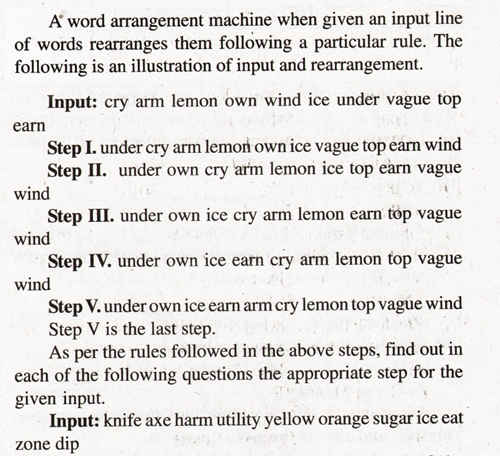 A word arrangement machine when given an input line
of words rearranges them following a particular rule. The
following is an illustration of input and rearrangement.
Input: cry arm lemon own wind ice under vague top
earn
Step I. under cry arm lemon own ice vague top earn wind
Step II. under own cry arm lemon ice top earn vague
wind
Step III. under own ice cry arm lemon earn top vague
wind
Step IV. under own ice earn cry arm lemon top vague
wind
Step V. under own ice earn arm cry lemon top vague wind
Step V is the last step.
As per the rules followed in the above steps, find out in
each of the following questions the appropriate step for the
given input.
Input: knife axe harm utility yellow orange sugar ice eat
zone dip